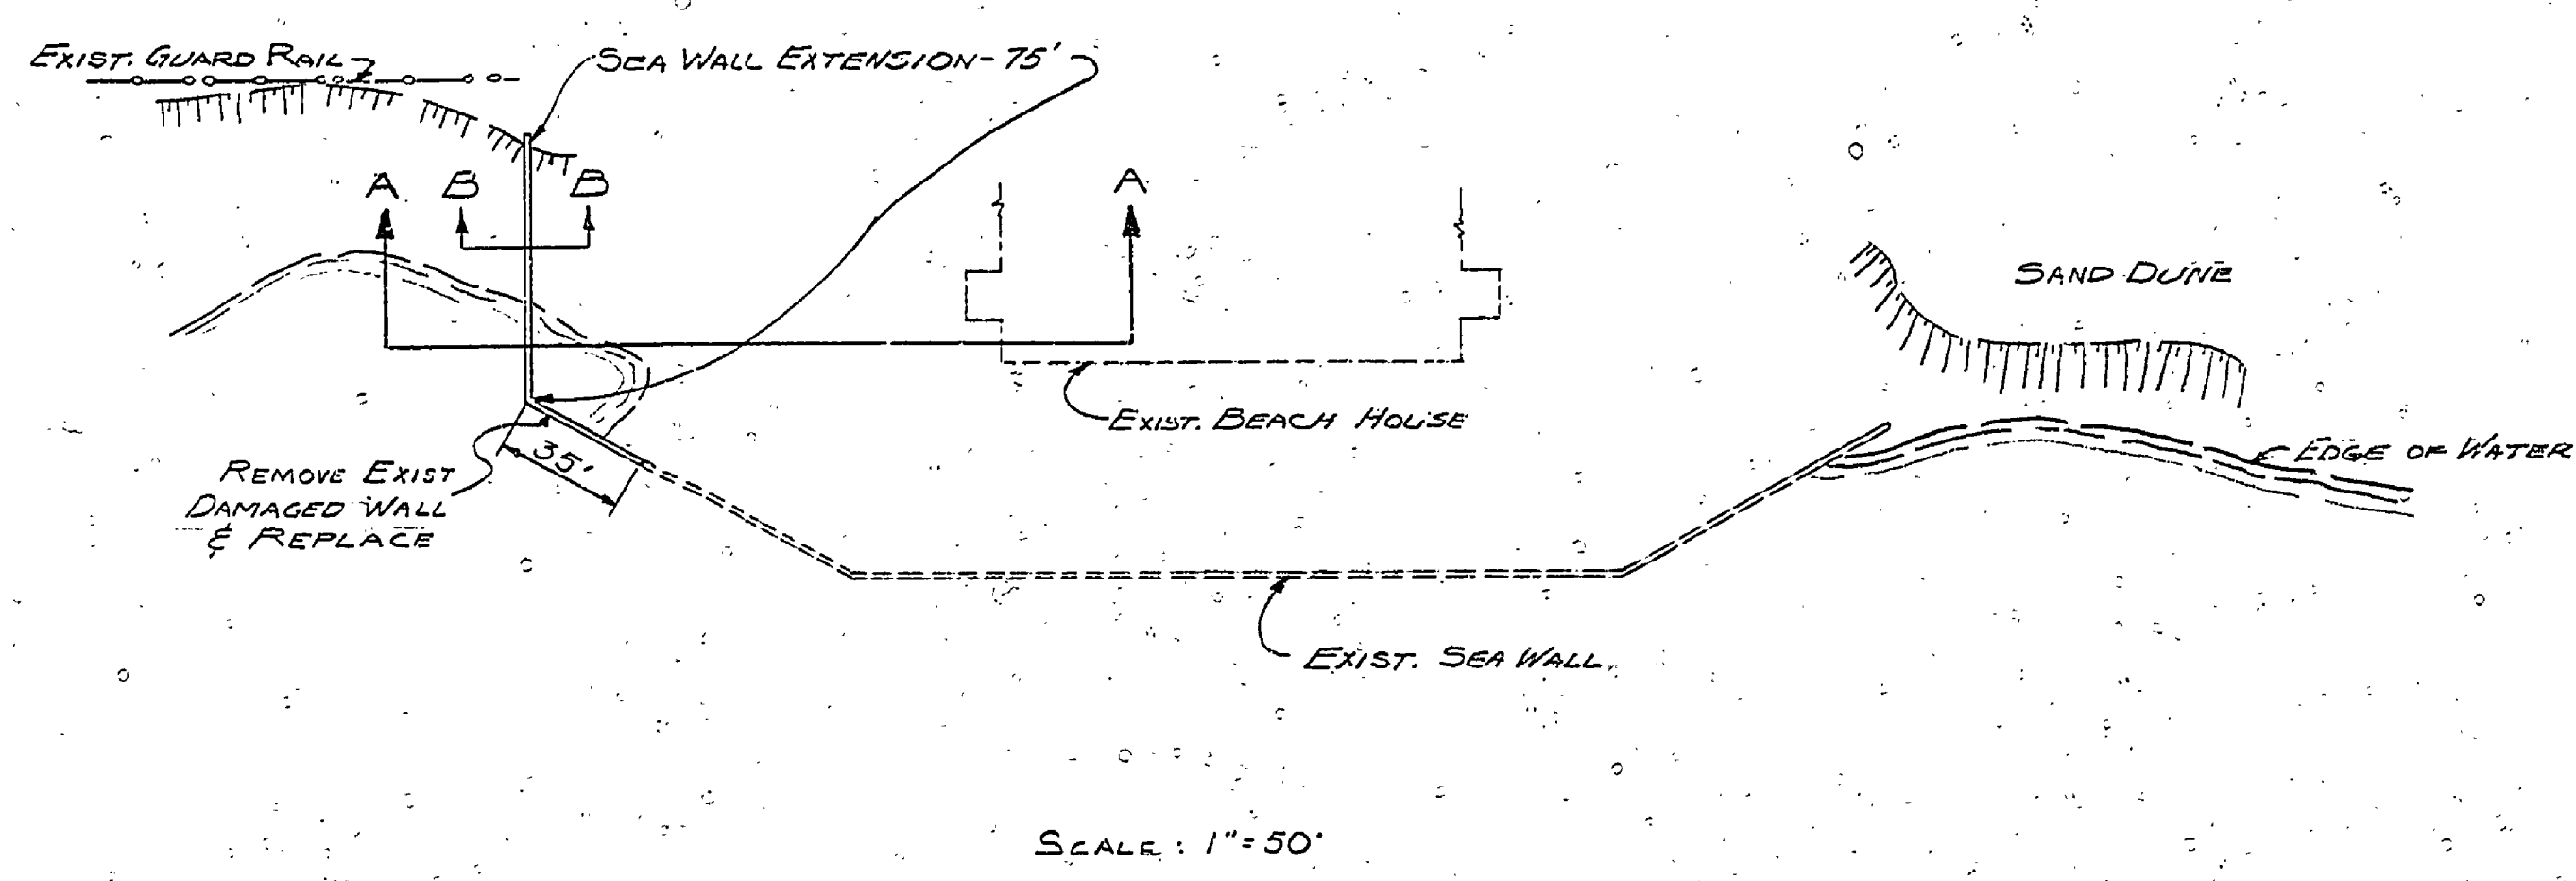 EXIST. GUARD RAIL
SEA WALL EXTENSION - 75'
A B B A
SAND DUNE
EXIST. BEACH HOUSE
EDGE OF WATER
35'
REMOVE EXIST
DAMAGED WALL
& REPLACE
EXIST. SEA WALL
SCALE: 1"=50'